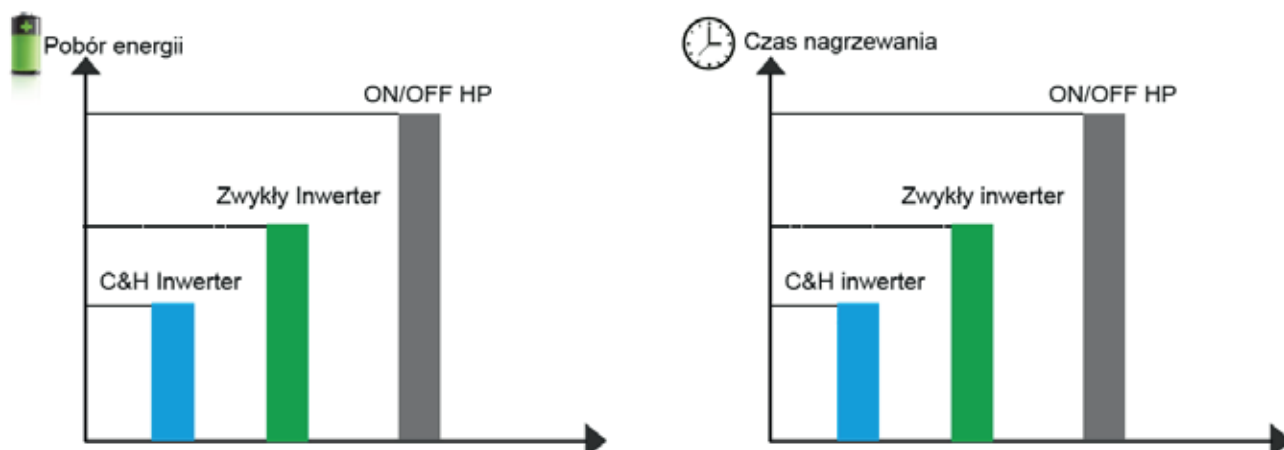 Pobór energii
ON/OFF HP
Zwykły Inwerter
C&H Inwerter
Czas nagrzewania
ON/OFF HP
Zwykły inwerter
C&H inwerter